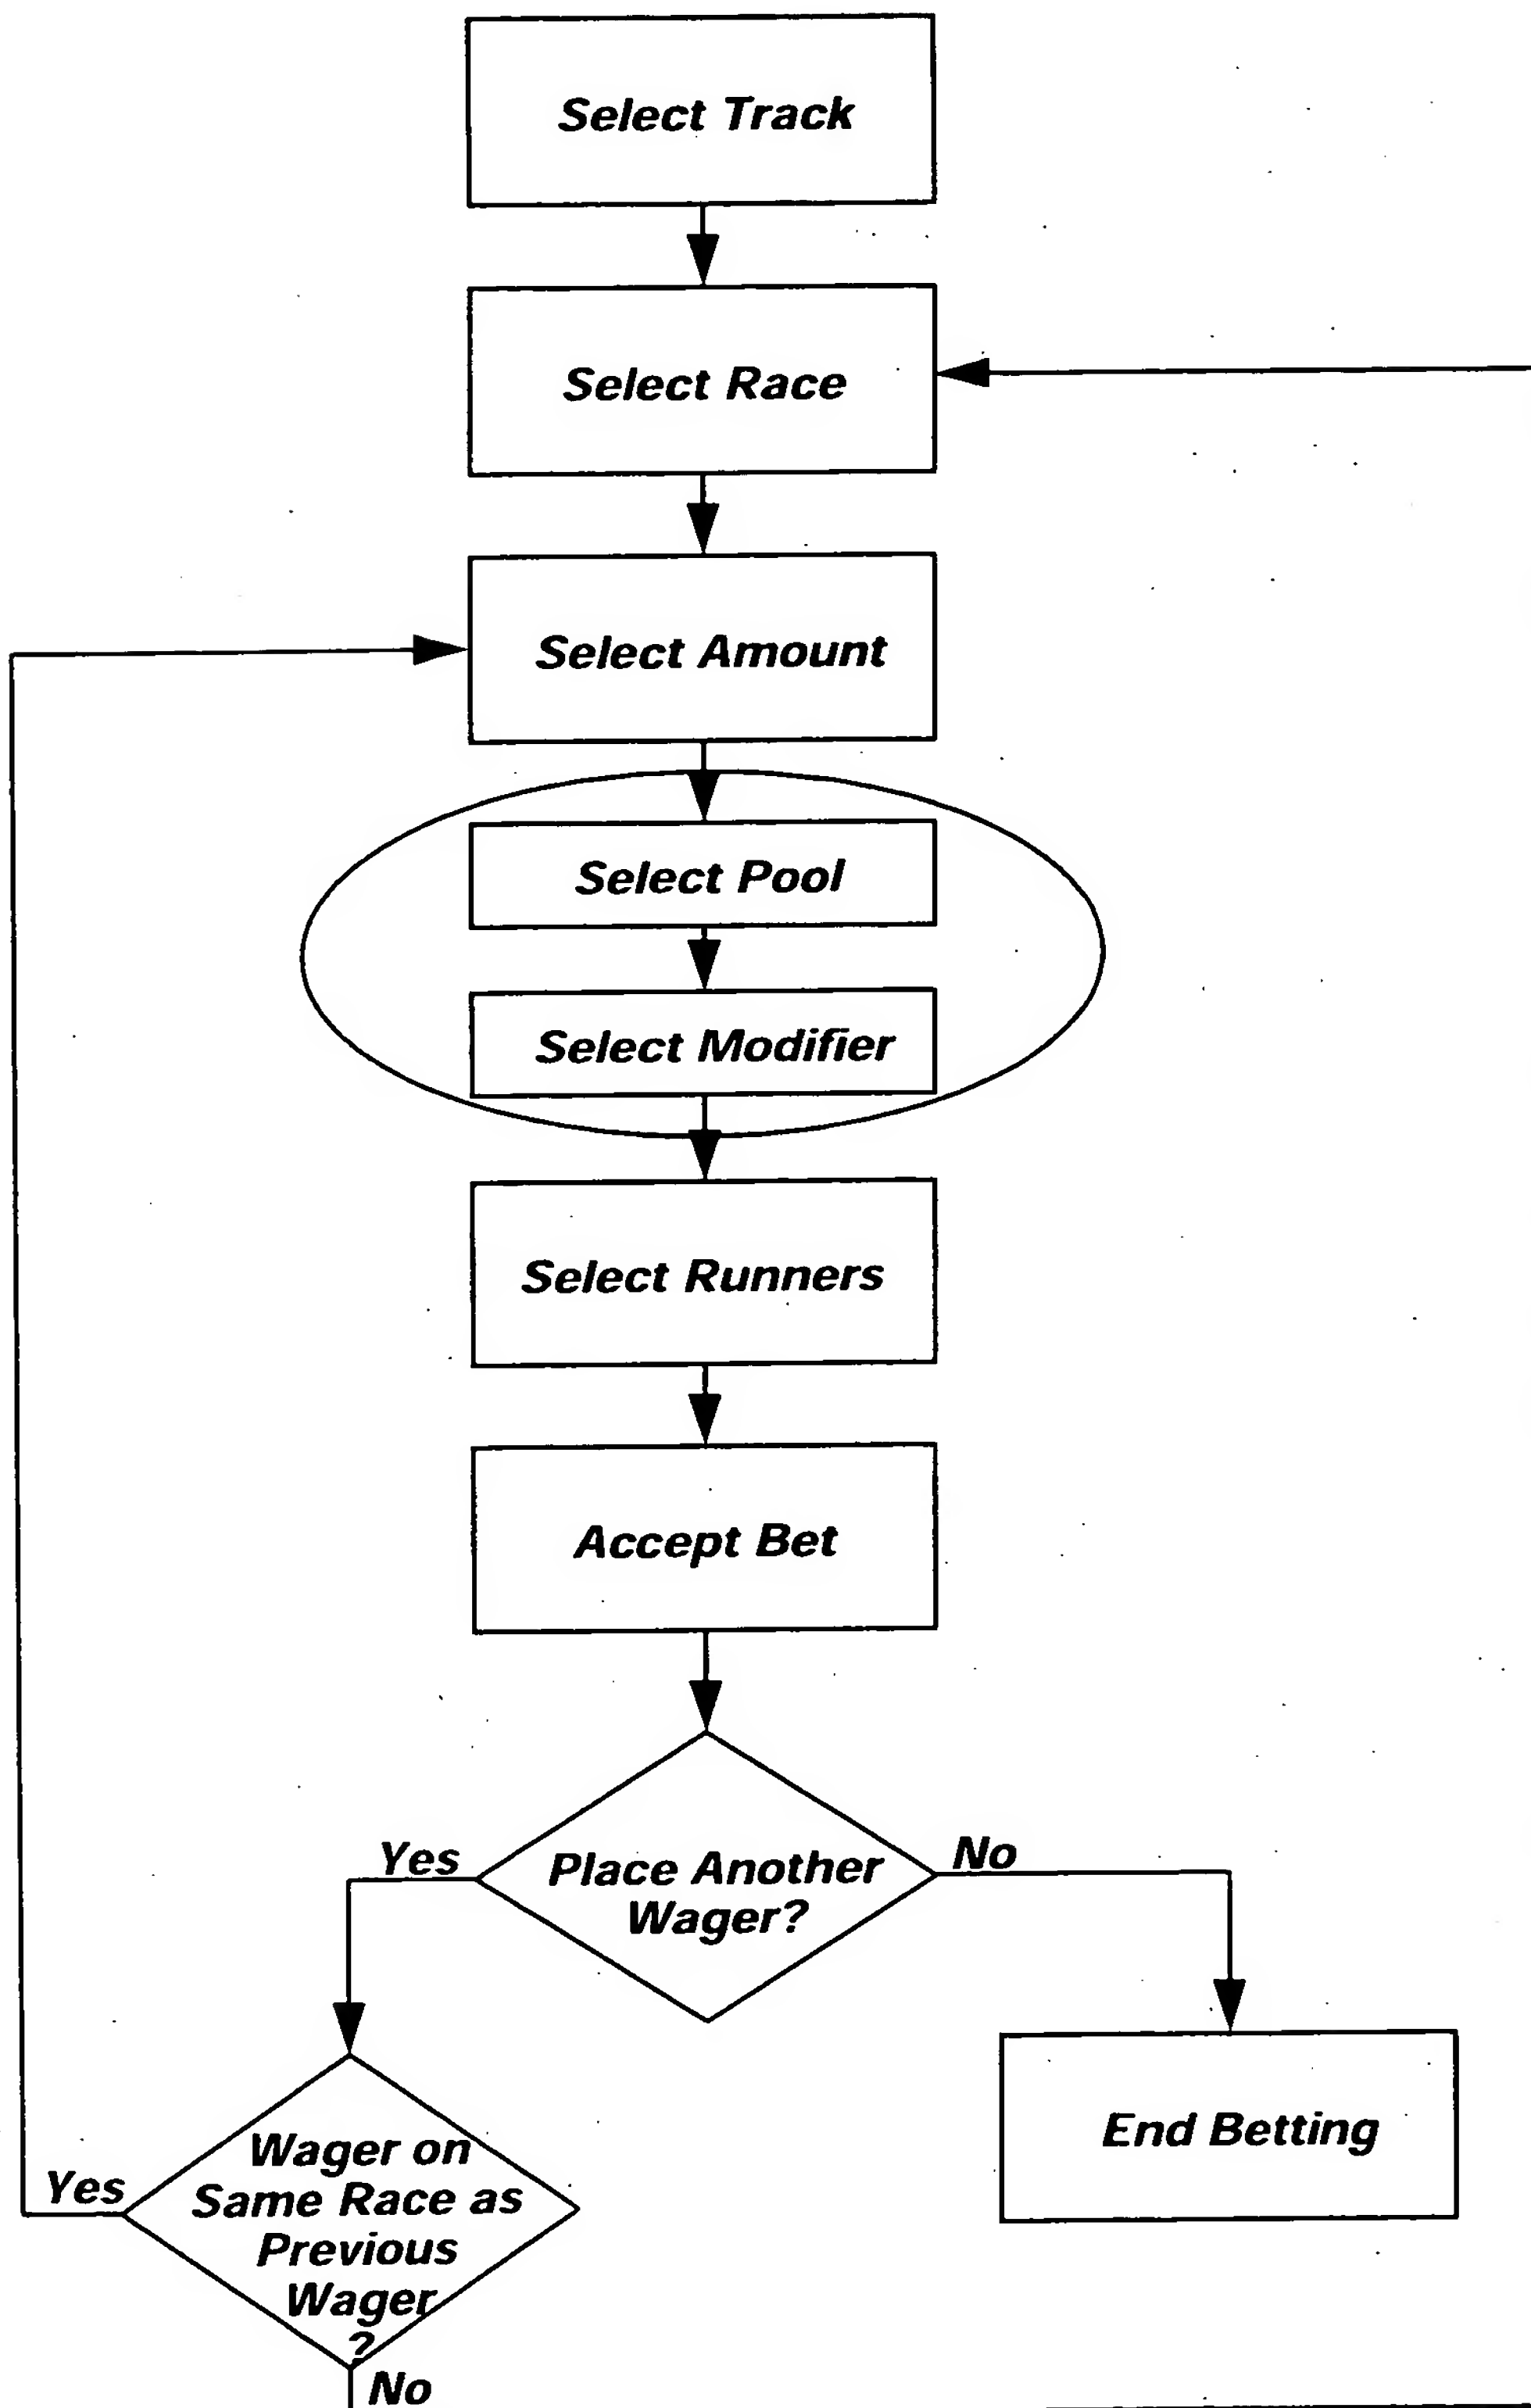 Select Track
Select Race
Select Amount
Select Pool
Select Modifier
Select Runners
Accept Bet
Yes
Place Another
Wager?
No
End Betting
Yes
Wager on
Same Race as
Previous
Wager
?
No